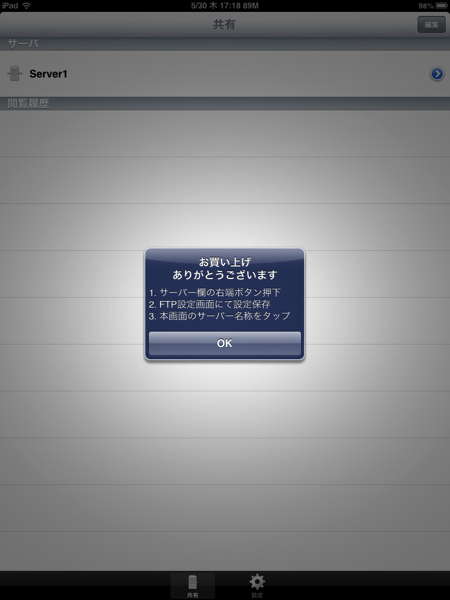 iPad 5/30 木 17:18 89M 98%
共有 編集
サーバ
Server1
閲覧履歴
お買い上げ
ありがとうございます
1. サーバー欄の右端ボタン押下
2. FTP設定画面にて設定保存
3. 本画面のサーバー名称をタップ
OK
共有 設定